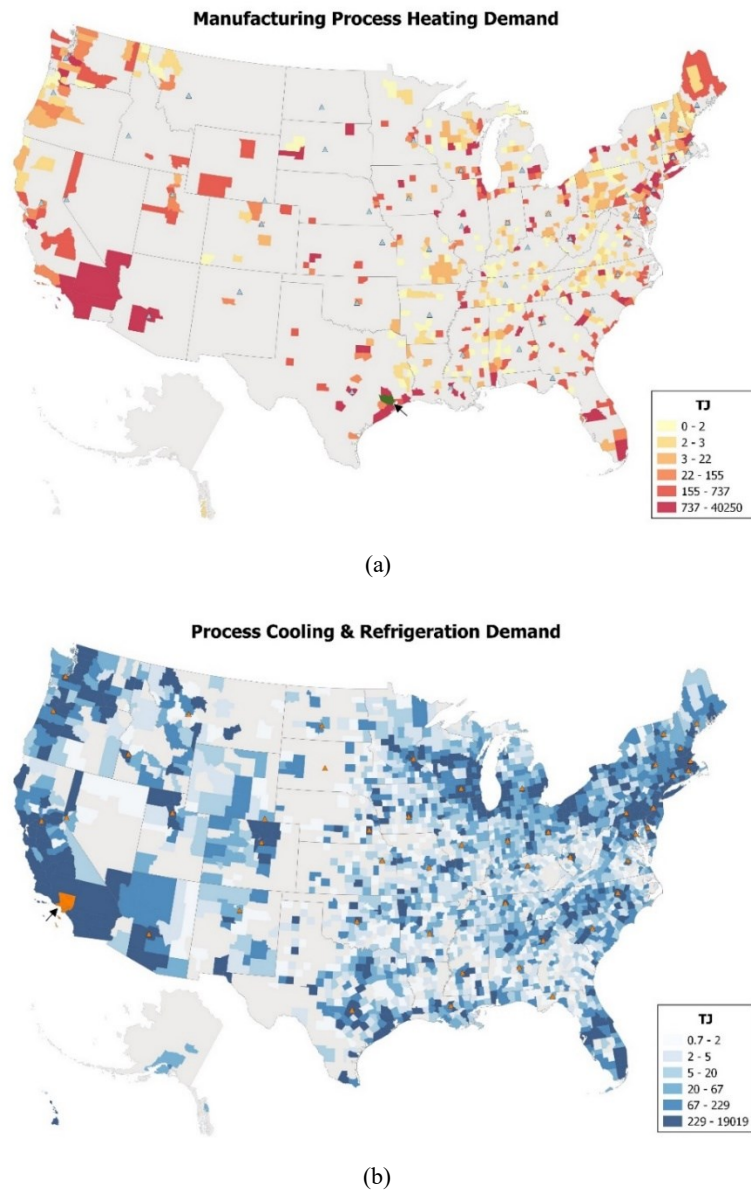 Manufacturing Process Heating Demand
TJ
0 - 2
2 - 3
3 - 22
22 - 155
155 - 737
737 - 40250
(a)
Process Cooling & Refrigeration Demand
TJ
0.7 - 2
2 - 5
5 - 20
20 - 67
67 - 229
229 - 19019
(b)